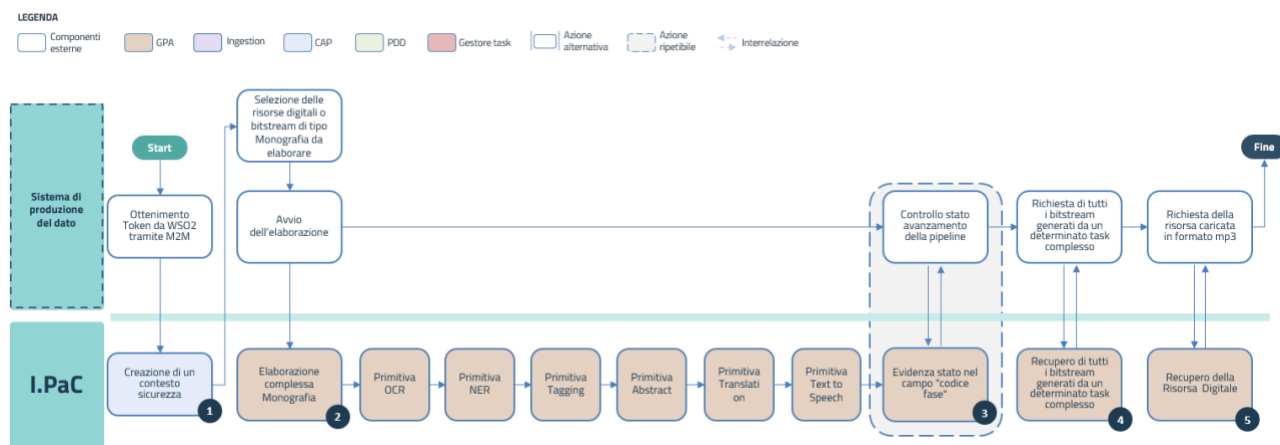 LEGENDA
Componenti
esterne
GPA
Ingestion
CAP
PDD
Gestore task
Azione
alternativa
Azione
ripetibile
Interrelazione
Sistema di
produzione
del dato
Start
Ottenimento
Token da WSO2
tramite M2M
Selezione delle
risorse digitali o
bitstream di tipo
Monografia da
elaborare
Avvio
dell'elaborazione
Controllo stato
avanzamento
della pipeline
Richiesta di tutti
i bitstream
generati da un
determinato task
complesso
Richiesta della
risorsa caricata
in formato mp3
Fine
I.PaC
Creazione di un
contesto
sicurezza
1
Elaborazione
complessa
Monografia
2
Primitiva
OCR
Primitiva
NER
Primitiva
Tagging
Primitiva
Abstract
Primitiva
Translati
on
Primitiva
Text to
Speech
Evidenza stato nel
campo "codice
fase"
3
Recupero di tutti
i bitstream
generati da un
determinato task
complesso
4
Recupero della
Risorsa Digitale
5